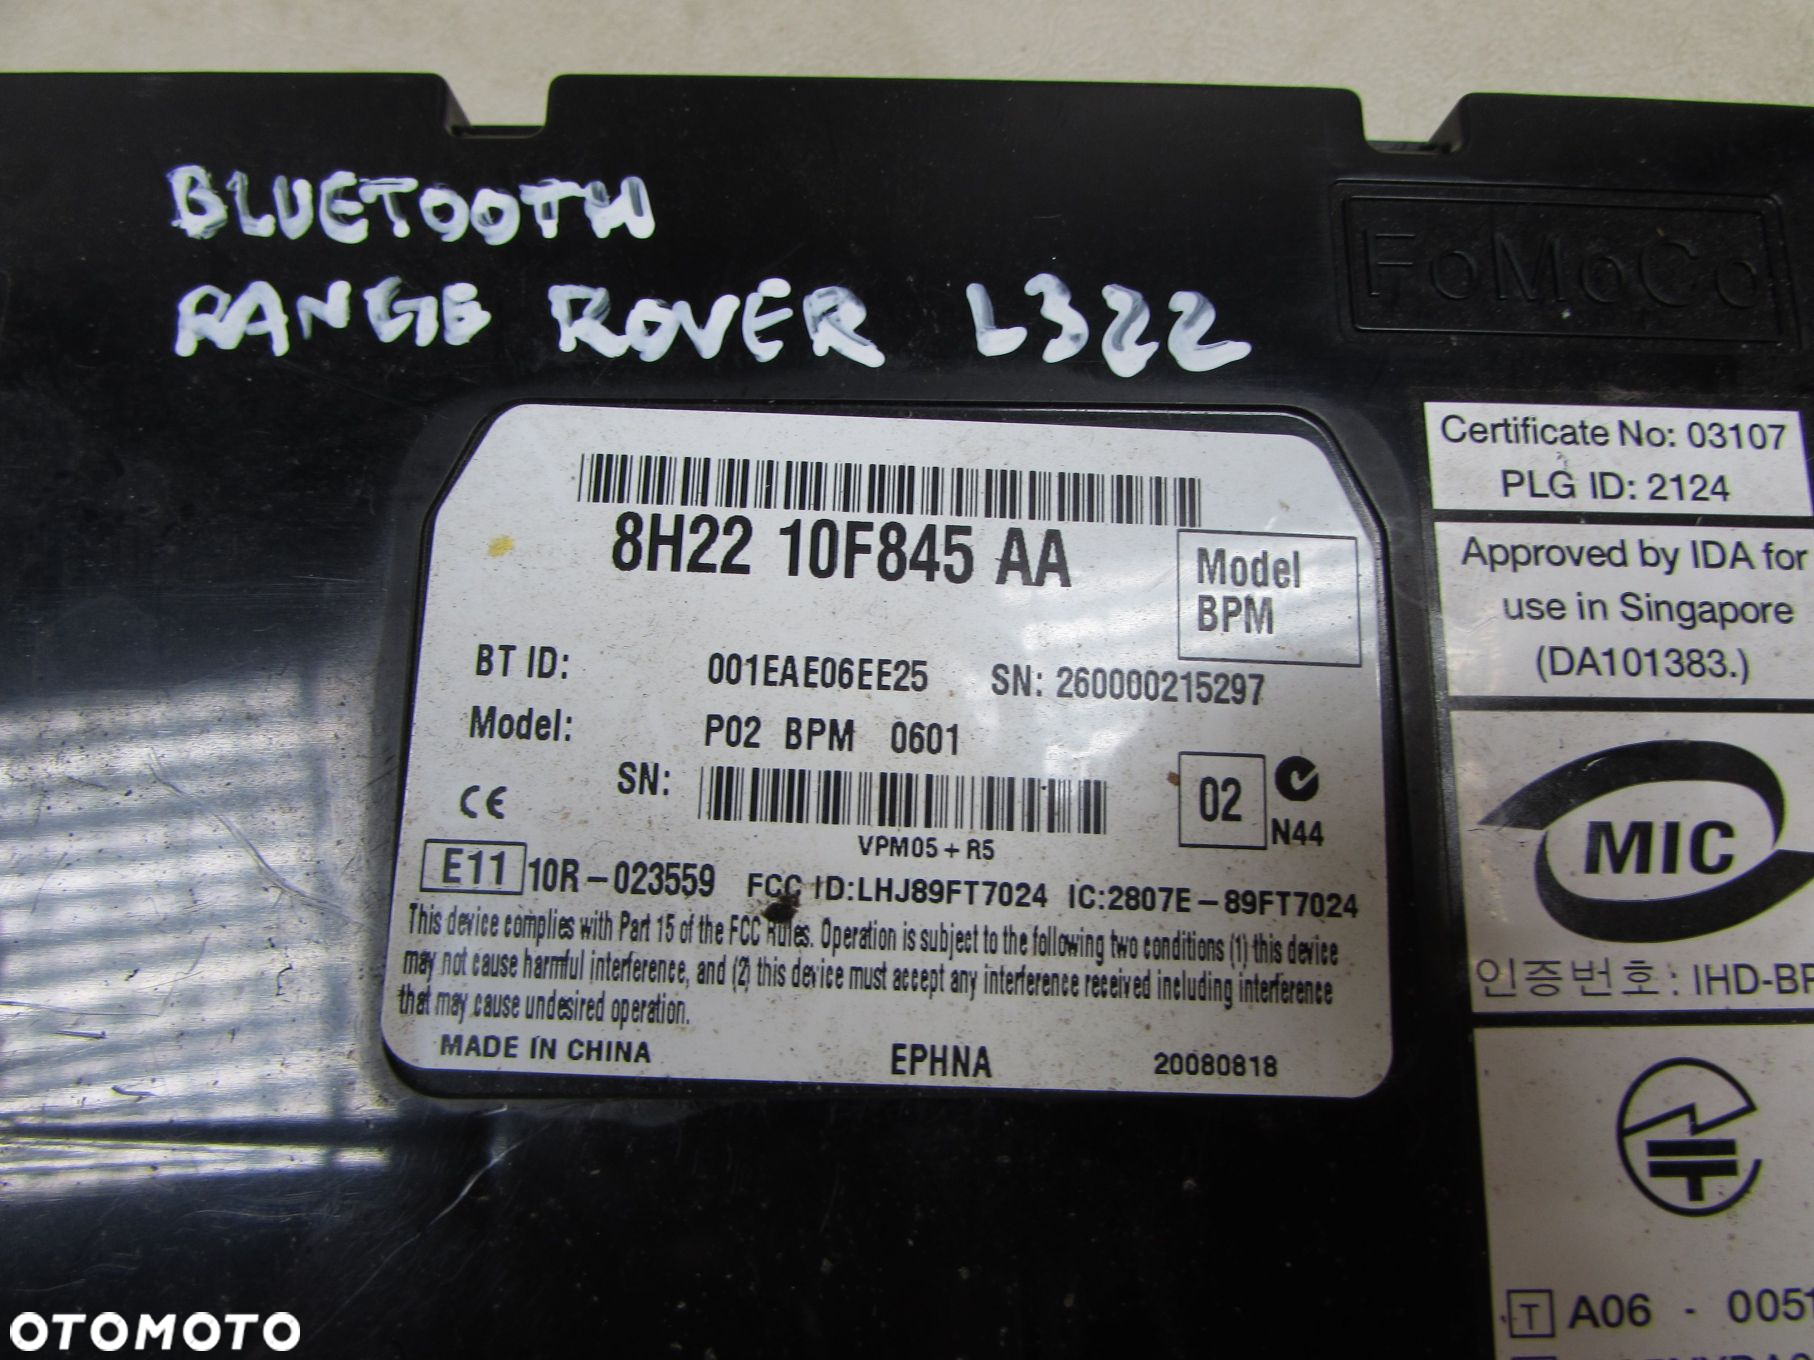 BLUETOOTH
RANGE ROVER L322
FoMoCo
8H22 10F845 AA
Model
BPM
BT ID: 001EAE06EE25 SN: 260000215297
Model: P02 BPM 0601
SN:
VPM05+R5
02
N44
CE
E11 10R-023559 FCC ID:LHJ89FT7024 IC:2807E-89FT7024
This device complies with Part 15 of the FCC Rules. Operation is subject to the following two conditions (1) this device
may not cause harmful interference, and (2) this device must accept any interference received including interference
that may cause undesired operation.
MADE IN CHINA EPHNA 20080818
Certificate No: 03107
PLG ID: 2124
Approved by IDA for
use in Singapore
(DA101383.)
MIC
인증번호: IHD-BP
T A06 - 0051
OTOMOTO